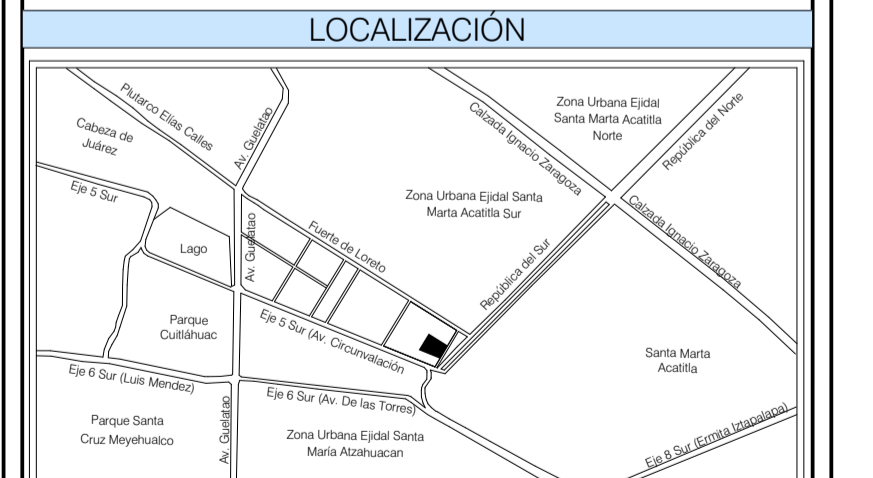 LOCALIZACIÓN
Plutarco Elías Calles
Av. Guelatao
Calzada Ignacio Zaragoza
Zona Urbana Ejidal
Santa Marta Acatitla
Norte
República del Norte
Cabeza de
Juárez
Eje 5 Sur
Zona Urbana Ejidal Santa
Marta Acatitla Sur
Calzada Ignacio Zaragoza
Av. Guelatao
Fuerte de Loreto
República del Sur
Lago
Parque
Cuitláhuac
Eje 5 Sur (Av. Circunvalación
Santa Marta
Acatitla
Eje 6 Sur (Luis Mendez)
Eje 6 Sur (Av. De las Torres)
Parque Santa
Cruz Meyehualco
Av. Guelatao
Zona Urbana Ejidal Santa
María Atzahuacan
Eje 8 Sur (Ermita Iztapalapa)